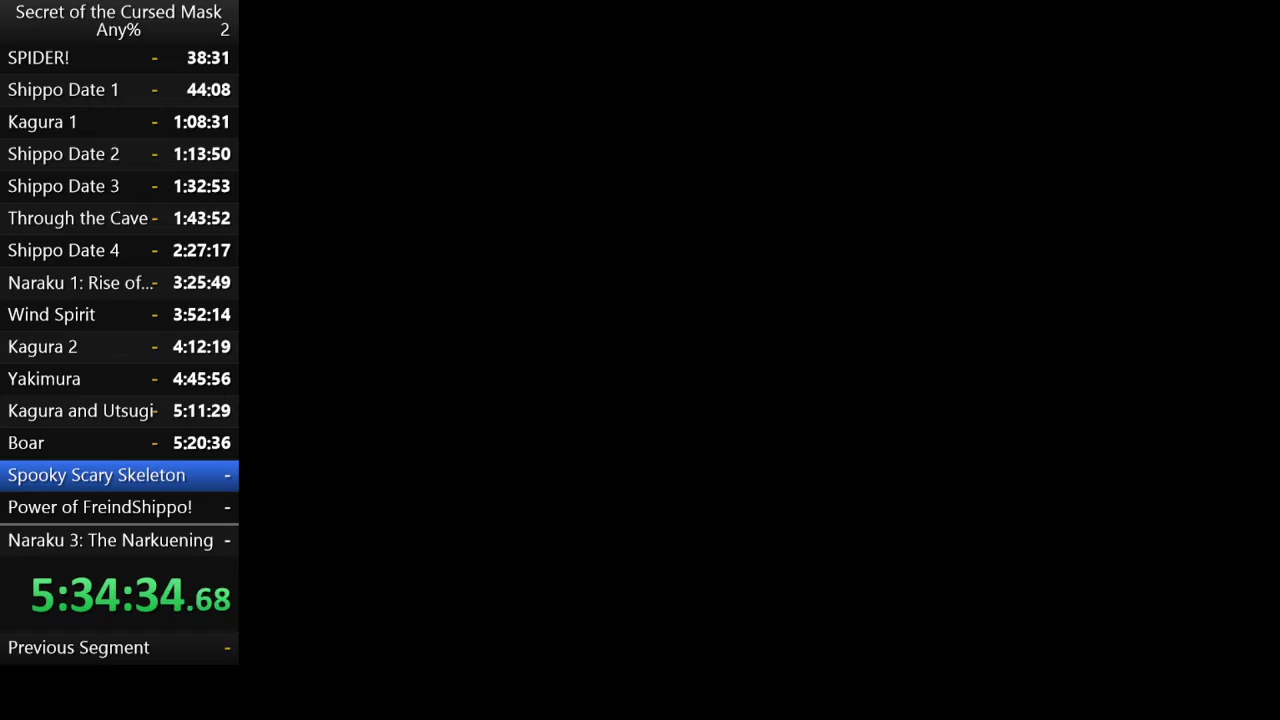 Secret of the Cursed Mask
Any% 2
SPIDER! - 38:31
Shippo Date 1 - 44:08
Kagura 1 - 1:08:31
Shippo Date 2 - 1:13:50
Shippo Date 3 - 1:32:53
Through the Cave - 1:43:52
Shippo Date 4 - 2:27:17
Naraku 1: Rise of... - 3:25:49
Wind Spirit - 3:52:14
Kagura 2 - 4:12:19
Yakimura - 4:45:56
Kagura and Utsugi - 5:11:29
Boar - 5:20:36
Spooky Scary Skeleton -
Power of FreindShippo! -
Naraku 3: The Narkuening -
5:34:34.68
Previous Segment -